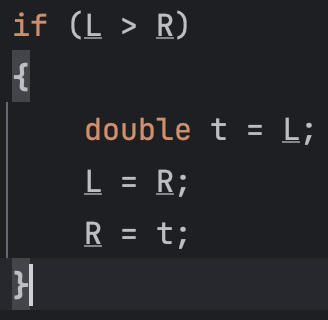 if (L > R)
{
    double t = L;
    L = R;
    R = t;
}